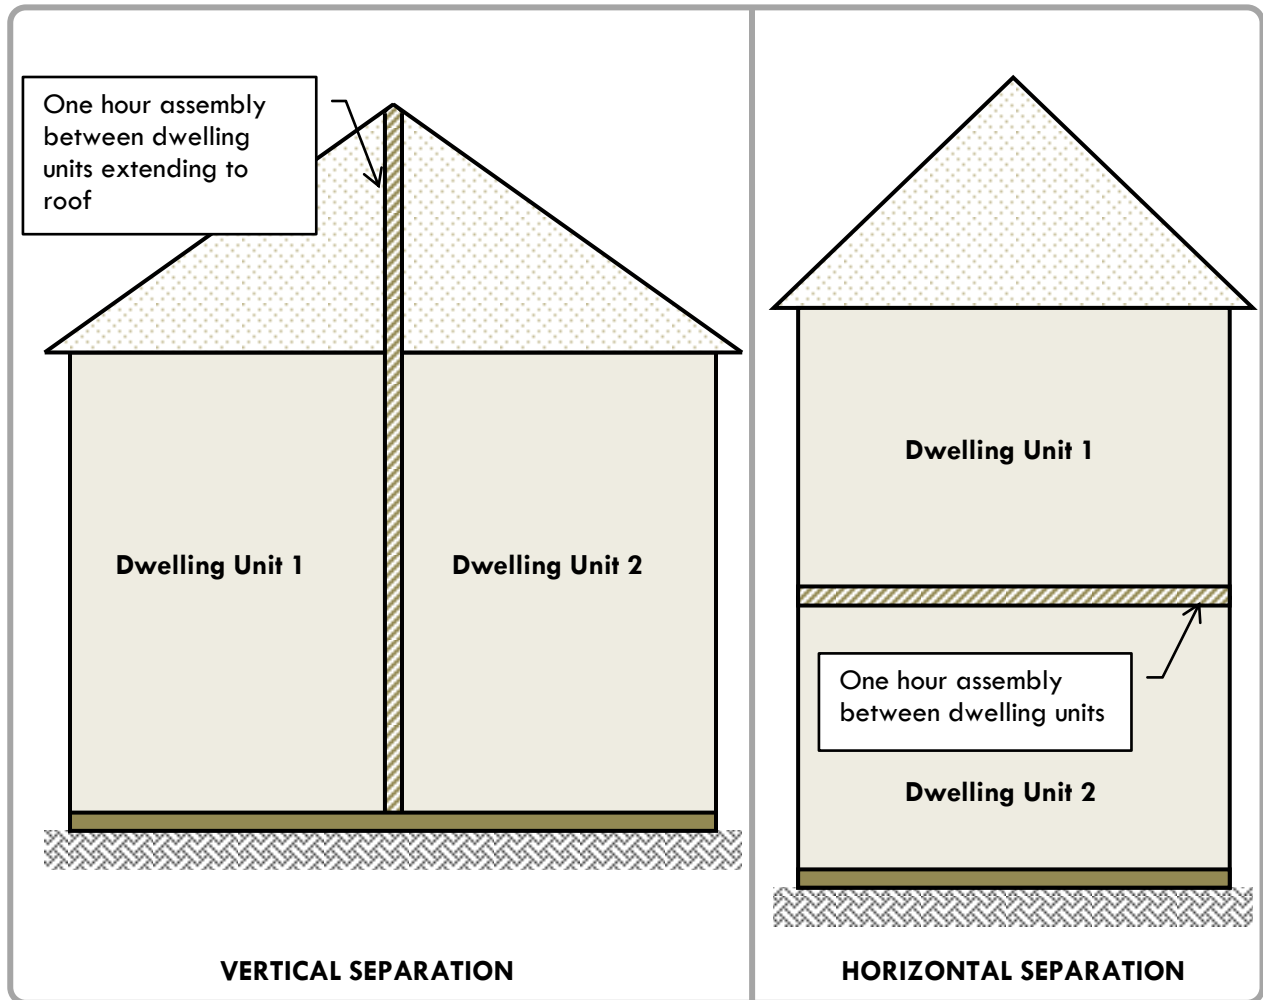 One hour assembly
between dwelling
units extending to
roof
Dwelling Unit 1
Dwelling Unit 2
VERTICAL SEPARATION
Dwelling Unit 1
One hour assembly
between dwelling units
Dwelling Unit 2
HORIZONTAL SEPARATION